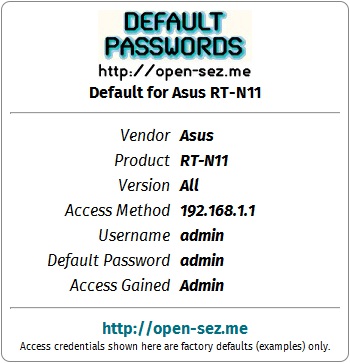 DEFAULT
PASSWORDS
http://open-sez.me
Default for Asus RT-N11
Vendor Asus
Product RT-N11
Version All
Access Method 192.168.1.1
Username admin
Default Password admin
Access Gained Admin
http://open-sez.me
Access credentials shown here are factory defaults (examples) only.